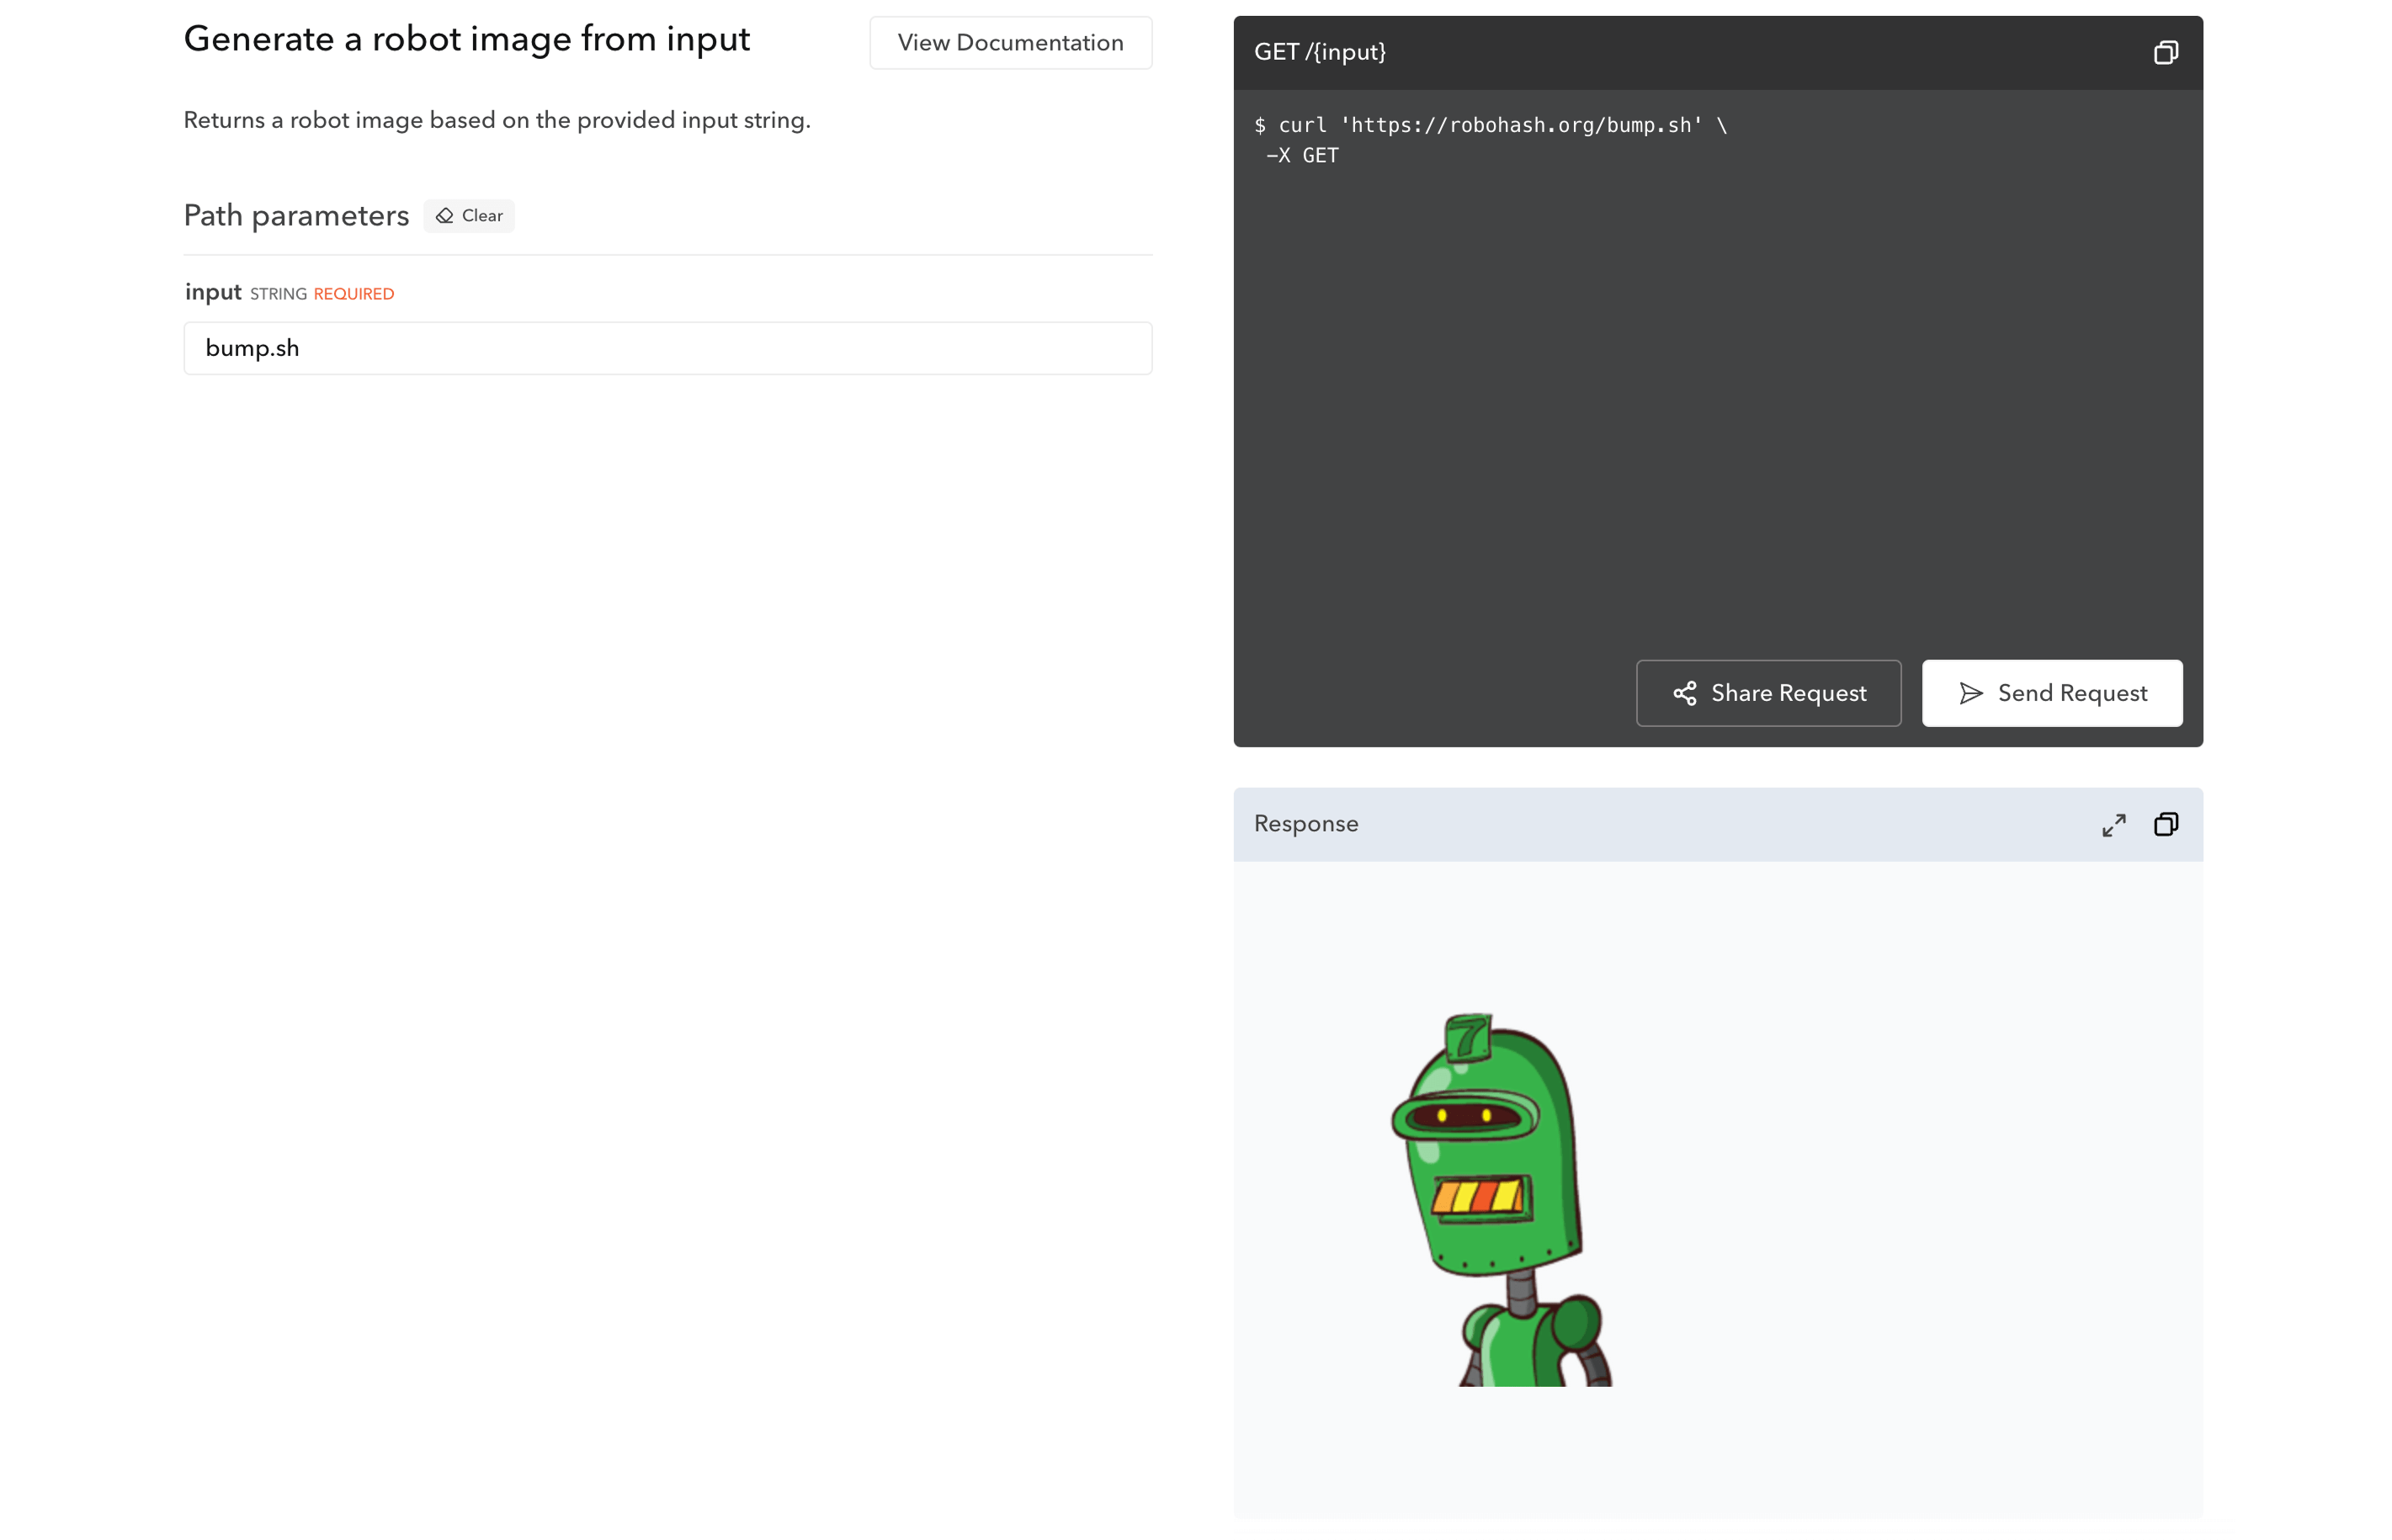 Generate a robot image from input
View Documentation
Returns a robot image based on the provided input string.
Path parameters
Clear
input STRING REQUIRED
bump.sh
GET /{input}
$ curl 'https://robohash.org/bump.sh' \
-X GET
Share Request
Send Request
Response
7